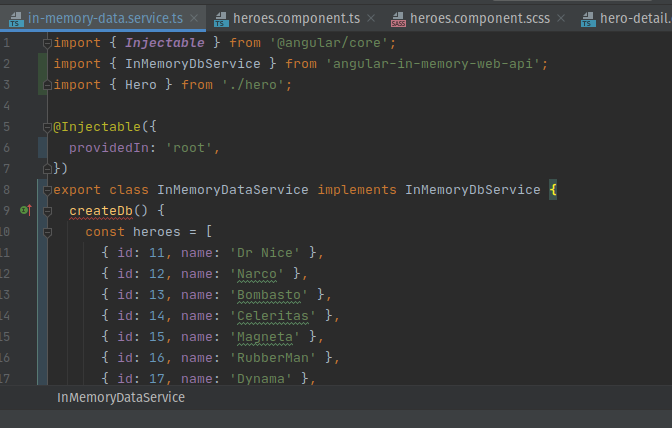 in-memory-data.service.ts × heroes.component.ts × heroes.component.scss × hero-detail.
1 import { Injectable } from '@angular/core';
2 import { InMemoryDbService } from 'angular-in-memory-web-api';
3 import { Hero } from './hero';
4
5 @Injectable({
6 providedIn: 'root',
7 })
8 export class InMemoryDataService implements InMemoryDbService {
9 createDb() {
10 const heroes = [
11 { id: 11, name: 'Dr Nice' },
12 { id: 12, name: 'Narco' },
13 { id: 13, name: 'Bombasto' },
14 { id: 14, name: 'Celeritas' },
15 { id: 15, name: 'Magneta' },
16 { id: 16, name: 'RubberMan' },
17 { id: 17, name: 'Dynama' },
InMemoryDataService